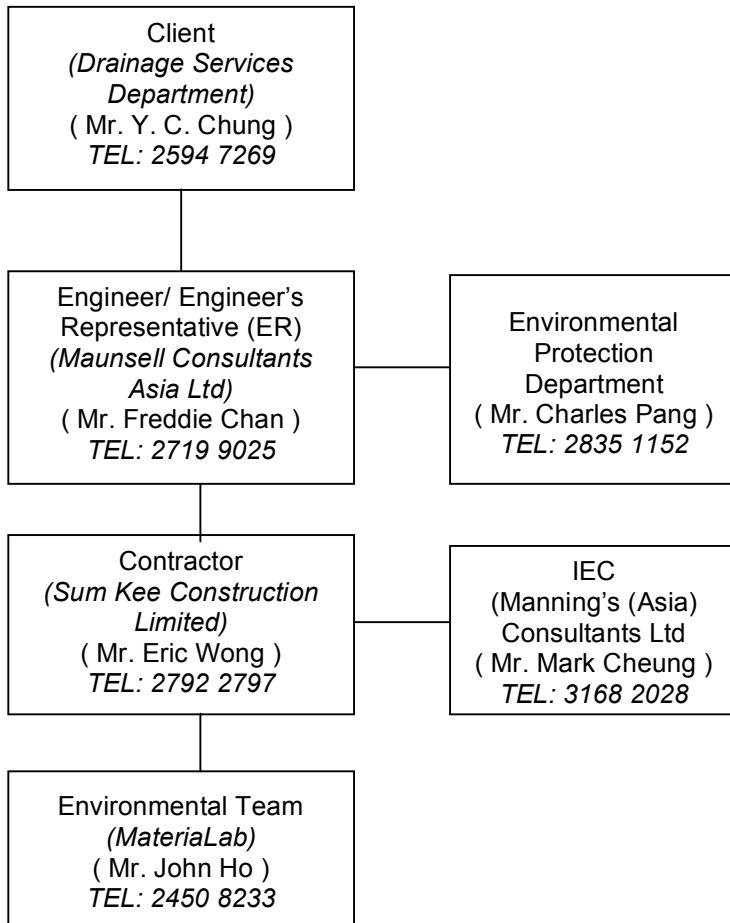 Client
(Drainage Services
Department)
( Mr. Y. C. Chung )
TEL: 2594 7269
Engineer/ Engineer’s
Representative (ER)
(Maunsell Consultants
Asia Ltd)
( Mr. Freddie Chan )
TEL: 2719 9025
Environmental
Protection
Department
( Mr. Charles Pang )
TEL: 2835 1152
Contractor
(Sum Kee Construction
Limited)
( Mr. Eric Wong )
TEL: 2792 2797
IEC
(Manning’s (Asia)
Consultants Ltd
( Mr. Mark Cheung )
TEL: 3168 2028
Environmental Team
(MateriaLab)
( Mr. John Ho )
TEL: 2450 8233